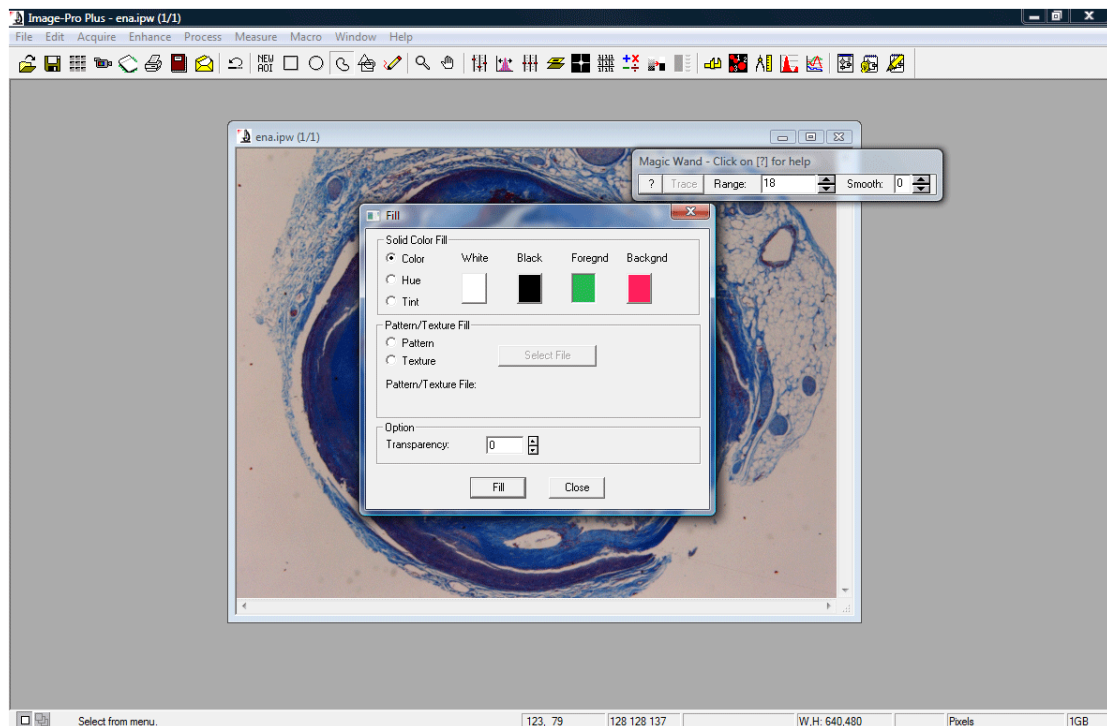 Image-Pro Plus - ena.ipw (1/1)
File Edit Acquire Enhance Process Measure Macro Window Help
NEW AOI
ena.ipw (1/1)
Magic Wand - Click on [?] for help
? Trace Range: 18 Smooth: 0
Fill
Solid Color Fill
Color White Black Foregnd Backgnd
Hue
Tint
Pattern/Texture Fill
Pattern
Texture Select File
Pattern/Texture File:
Option
Transparency: 0
Fill Close
Select from menu. 123, 79 128 128 137 W.H: 640,480 Pixels 1GB